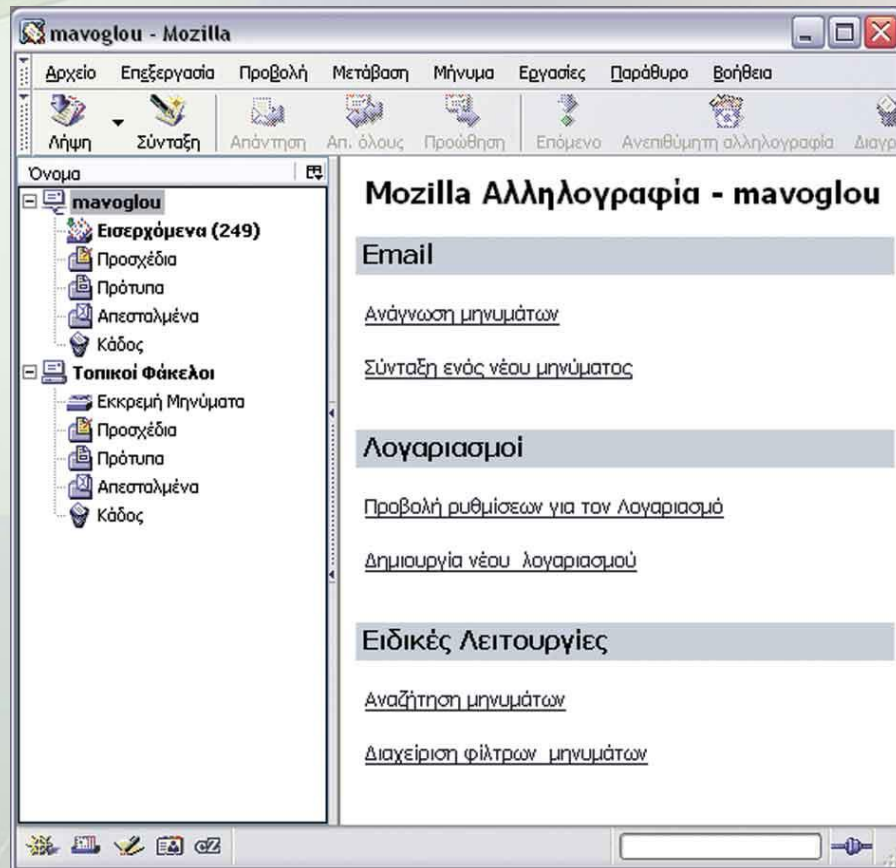 mavoglou - Mozilla
Αρχείο Επεξεργασία Προβολή Μετάβαση Μήνυμα Εργασίες Παράθυρο Βοήθεια
Λήψη Σύνταξη Απάντηση Απ. όλους Προώθηση Επόμενο Ανεπιθύμητη αλληλογραφία Διαγρ
Όνομα
mavoglou
Εισερχόμενα (249)
Προσχέδια
Πρότυπα
Απεσταλμένα
Κάδος
Τοπικοί Φάκελοι
Εκκρεμή Μηνύματα
Προσχέδια
Πρότυπα
Απεσταλμένα
Κάδος
Mozilla Αλληλογραφία - mavoglou
Email
Ανάγνωση μηνυμάτων
Σύνταξη ενός νέου μηνύματος
Λογαριασμοί
Προβολή ρυθμίσεων για τον Λογαριασμό
Δημιουργία νέου λογαριασμού
Ειδικές Λειτουργίες
Αναζήτηση μηνυμάτων
Διαχείριση φίλτρων μηνυμάτων